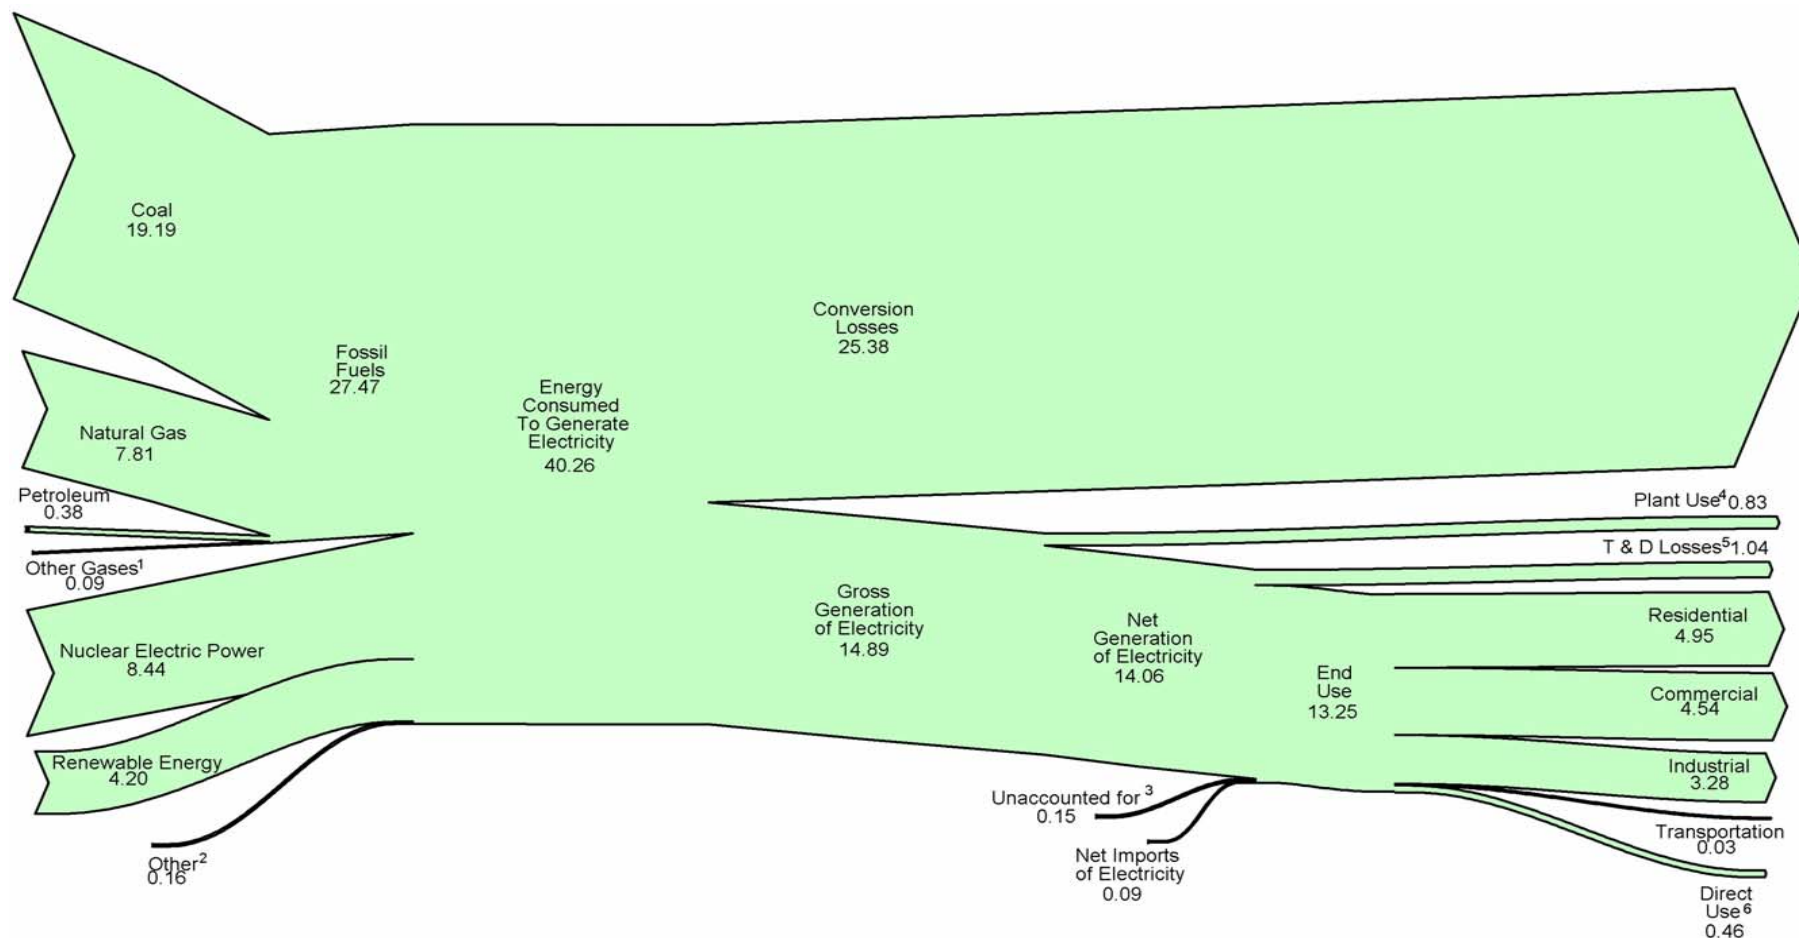 Coal
19.19
Natural Gas
7.81
Petroleum
0.38
Other Gases¹
0.09
Nuclear Electric Power
8.44
Renewable Energy
4.20
Other²
0.16
Fossil
Fuels
27.47
Energy
Consumed
To Generate
Electricity
40.26
Conversion
Losses
25.38
Gross
Generation
of Electricity
14.89
Net
Generation
of Electricity
14.06
Unaccounted for ³
0.15
Net Imports
of Electricity
0.09
End
Use
13.25
Plant Use⁴ 0.83
T & D Losses⁵ 1.04
Residential
4.95
Commercial
4.54
Industrial
3.28
Transportation
0.03
Direct
Use⁶
0.46